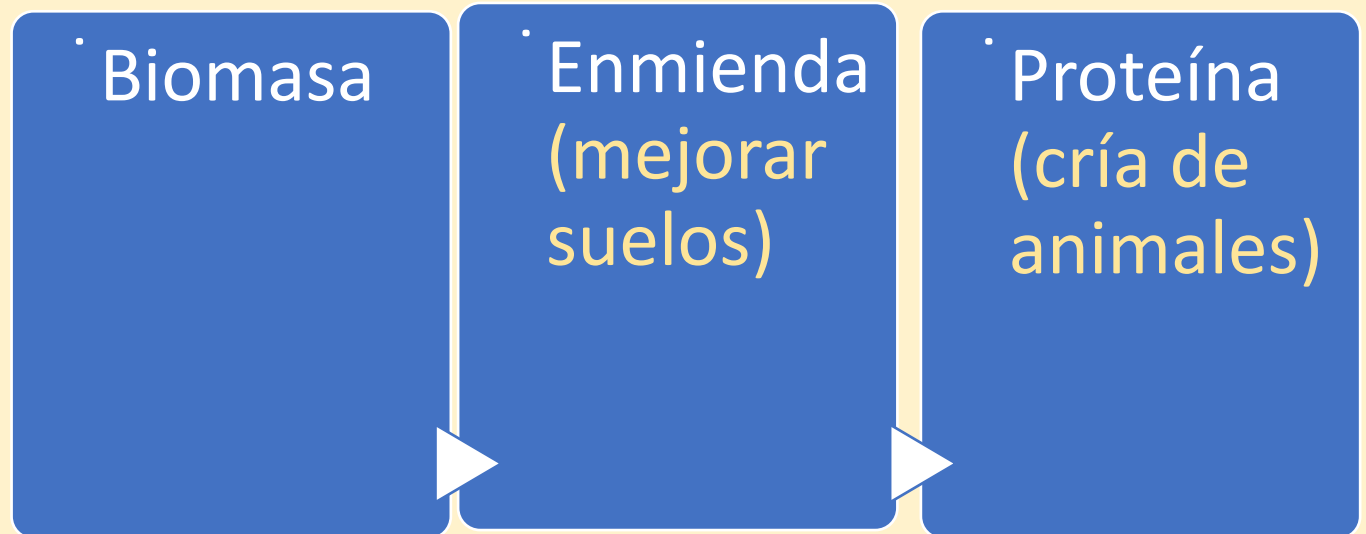 Biomasa
Enmienda
(mejorar
suelos)
Proteína
(cría de
animales)